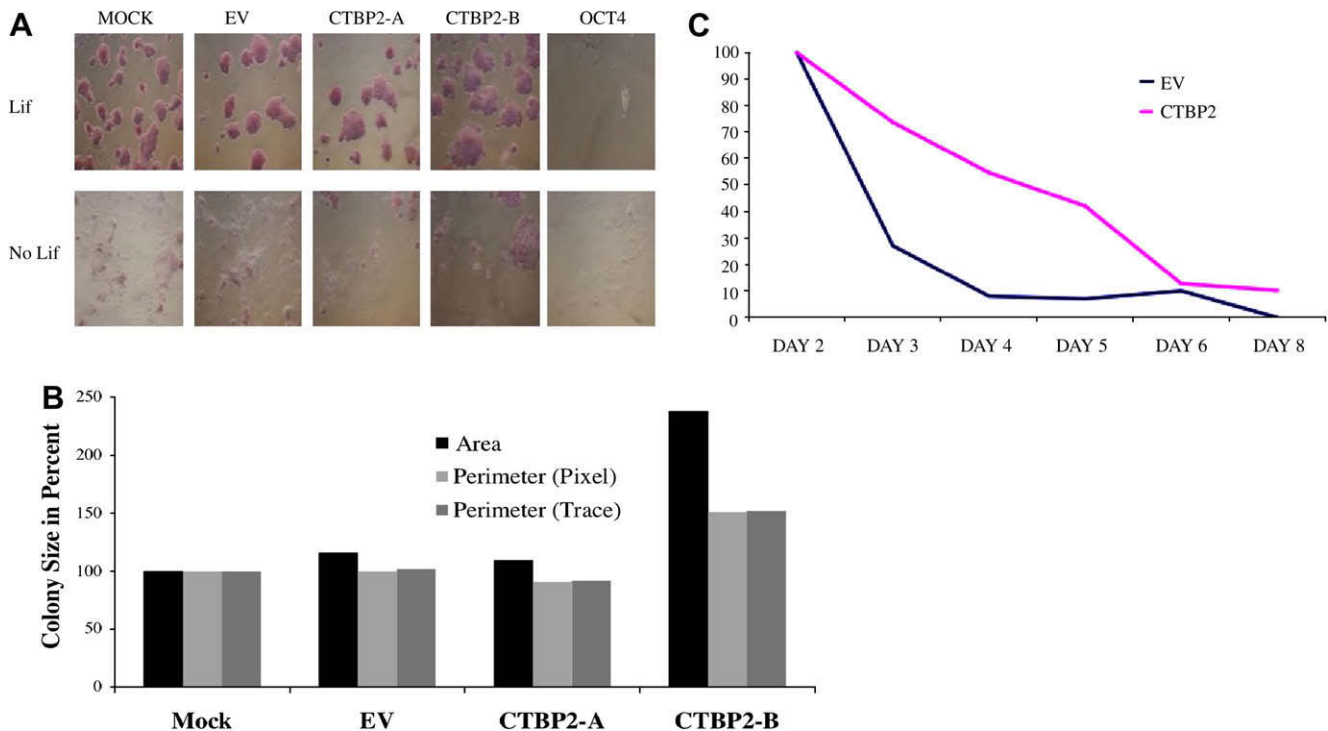 A
MOCK EV CTBP2-A CTBP2-B OCT4
Lif
No Lif
B
Colony Size in Percent
250
200
150
100
50
0
Area
Perimeter (Pixel)
Perimeter (Trace)
Mock EV CTBP2-A CTBP2-B
C
100
90
80
70
60
50
40
30
20
10
0
EV
CTBP2
DAY 2 DAY 3 DAY 4 DAY 5 DAY 6 DAY 8